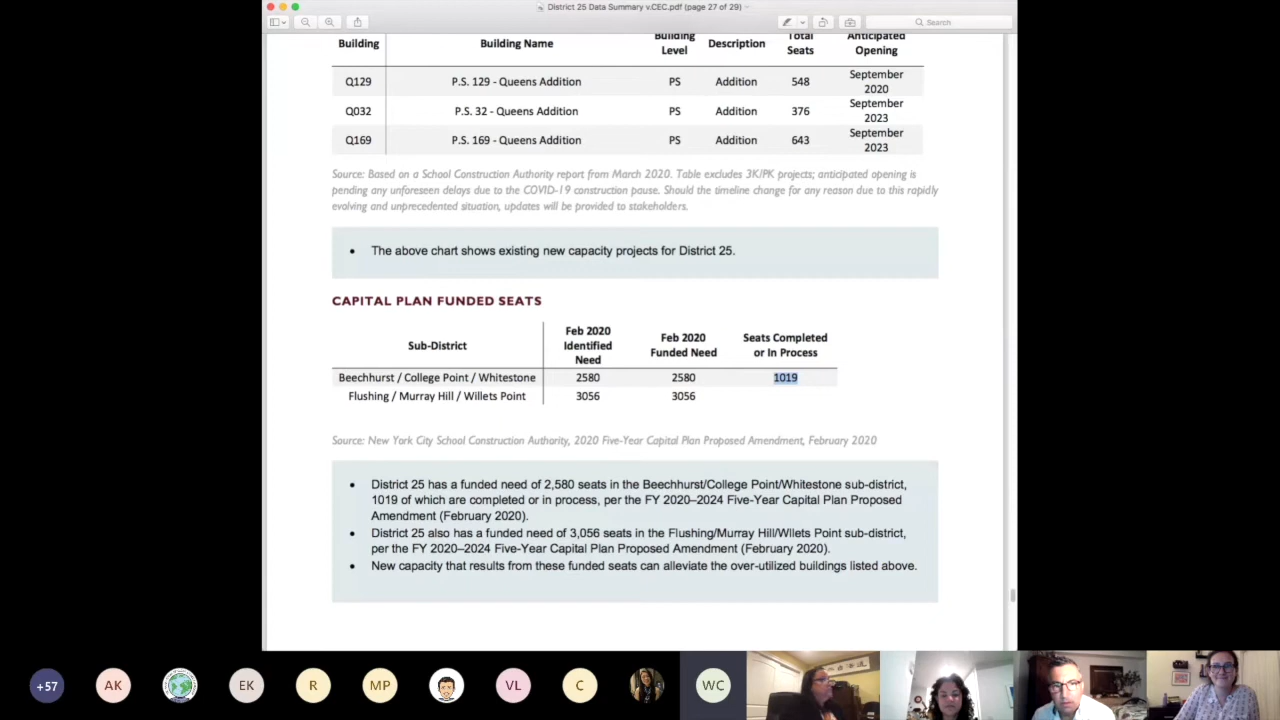 District 25 Data Summary v.CEC.pdf (page 27 of 29)
Search
Building Building Name Building Level Description Total Seats Anticipated Opening
Q129 P.S. 129 - Queens Addition PS Addition 548 September 2020
Q032 P.S. 32 - Queens Addition PS Addition 376 September 2023
Q169 P.S. 169 - Queens Addition PS Addition 643 September 2023
Source: Based on a School Construction Authority report from March 2020. Table excludes 3K/PK projects; anticipated opening is
pending any unforeseen delays due to the COVID-19 construction pause. Should the timeline change for any reason due to this rapidly
evolving and unprecedented situation, updates will be provided to stakeholders.
• The above chart shows existing new capacity projects for District 25.
CAPITAL PLAN FUNDED SEATS
Sub-District Feb 2020 Identified Need Feb 2020 Funded Need Seats Completed or In Process
Beechhurst / College Point / Whitestone 2580 2580 1019
Flushing / Murray Hill / Willets Point 3056 3056
Source: New York City School Construction Authority, 2020 Five-Year Capital Plan Proposed Amendment, February 2020
• District 25 has a funded need of 2,580 seats in the Beechhurst/College Point/Whitestone sub-district,
1019 of which are completed or in process, per the FY 2020–2024 Five-Year Capital Plan Proposed
Amendment (February 2020).
• District 25 also has a funded need of 3,056 seats in the Flushing/Murray Hill/Wllets Point sub-district,
per the FY 2020–2024 Five-Year Capital Plan Proposed Amendment (February 2020).
• New capacity that results from these funded seats can alleviate the over-utilized buildings listed above.
+57 AK EK R MP VL C WC